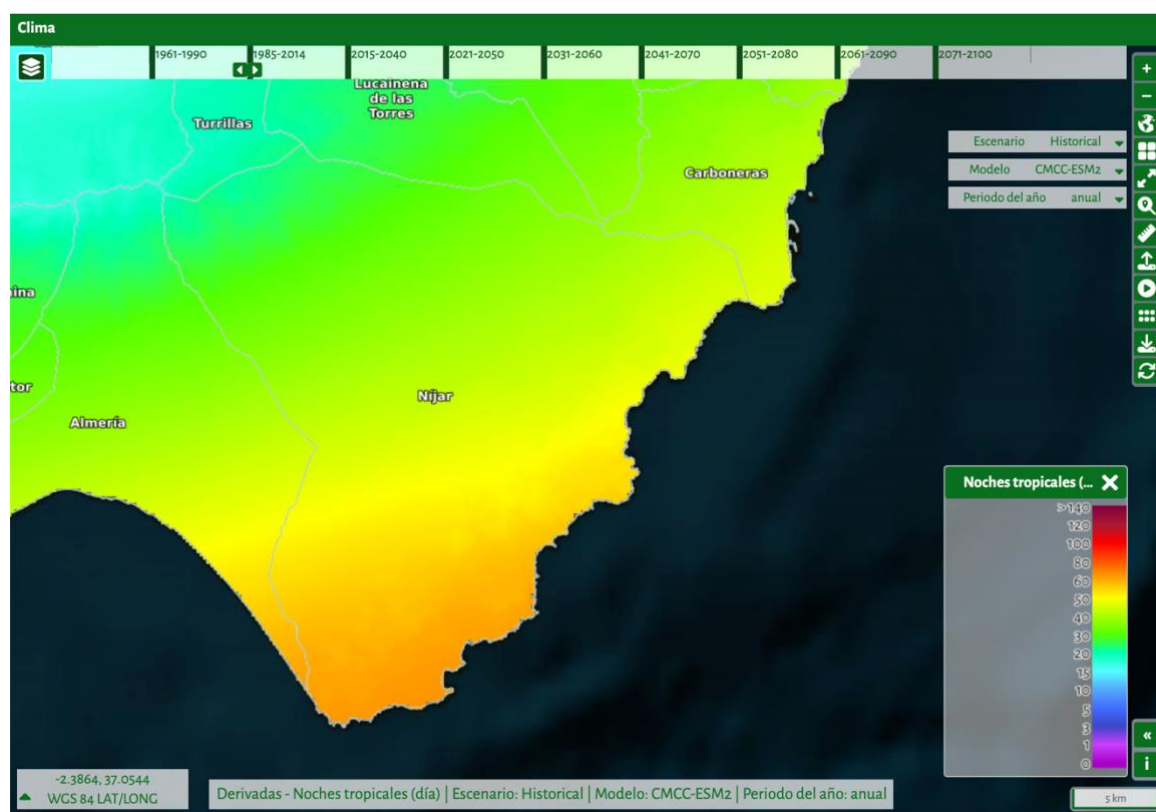 Clima
1961-1990 1985-2014 2015-2040 2021-2050 2031-2060 2041-2070 2051-2080 2061-2090 2071-2100
Lucainena
de las
Torres
Turrillas
Carboneras
Escenario Historical
Modelo CMCC-ESM2
Periodo del año anual
ina
tor
Níjar
Almería
Noches tropicales (...
>140
120
100
80
60
50
40
30
20
15
10
5
3
1
0
«
i
-2.3864, 37.0544
WGS 84 LAT/LONG
Derivadas - Noches tropicales (día) | Escenario: Historical | Modelo: CMCC-ESM2 | Periodo del año: anual
5 km